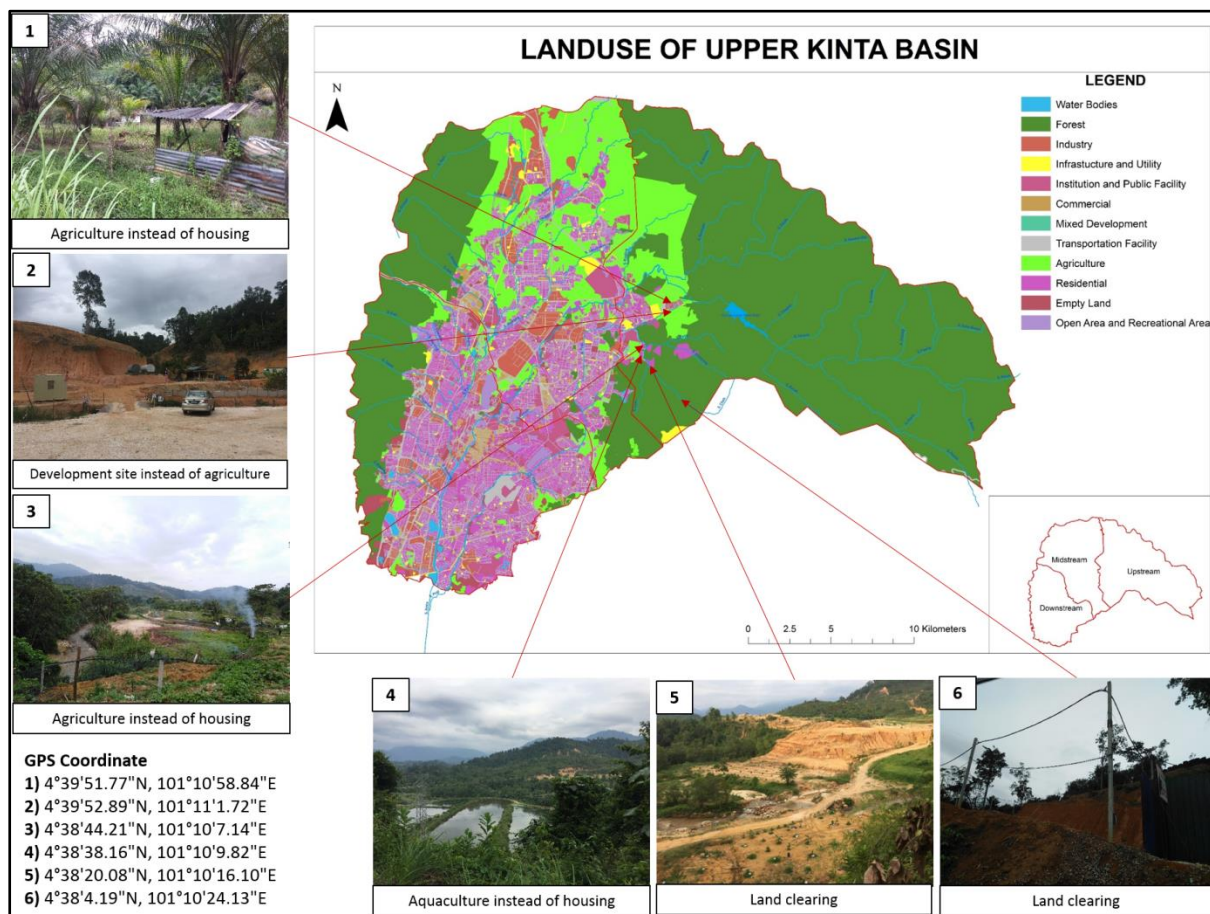 LANDUSE OF UPPER KINTA BASIN
N
LEGEND
Water Bodies
Forest
Industry
Infrastucture and Utility
Institution and Public Facility
Commercial
Mixed Development
Transportation Facility
Agriculture
Residential
Empty Land
Open Area and Recreational Area
0 2.5 5 10 Kilometers
Midstream
Upstream
Downstream
1
Agriculture instead of housing
2
Development site instead of agriculture
3
Agriculture instead of housing
4
Aquaculture instead of housing
5
Land clearing
6
Land clearing
GPS Coordinate
1) 4°39'51.77"N, 101°10'58.84"E
2) 4°39'52.89"N, 101°11'1.72"E
3) 4°38'44.21"N, 101°10'7.14"E
4) 4°38'38.16"N, 101°10'9.82"E
5) 4°38'20.08"N, 101°10'16.10"E
6) 4°38'4.19"N, 101°10'24.13"E